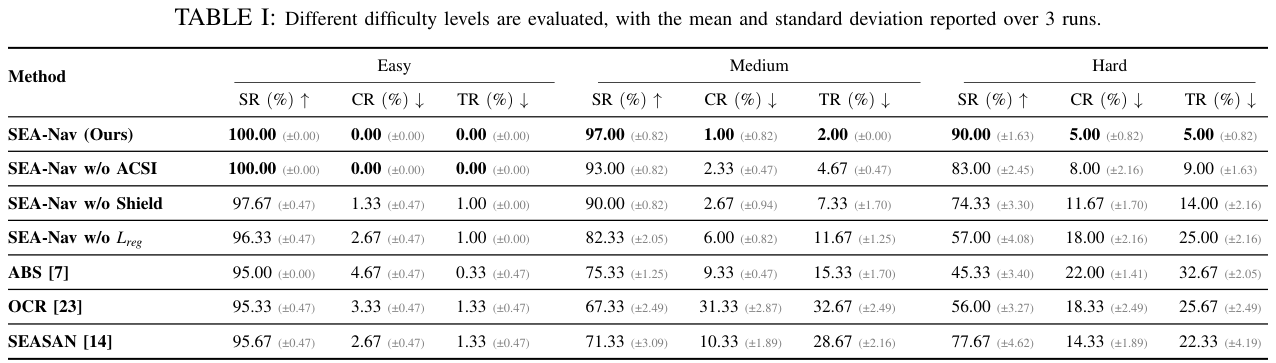 TABLE I: Different difficulty levels are evaluated, with the mean and standard deviation reported over 3 runs.
Method Easy Medium Hard
SR (%) ↑ CR (%) ↓ TR (%) ↓ SR (%) ↑ CR (%) ↓ TR (%) ↓ SR (%) ↑ CR (%) ↓ TR (%) ↓
SEA-Nav (Ours) 100.00 (±0.00) 0.00 (±0.00) 0.00 (±0.00) 97.00 (±0.82) 1.00 (±0.82) 2.00 (±0.00) 90.00 (±1.63) 5.00 (±0.82) 5.00 (±0.82)
SEA-Nav w/o ACSI 100.00 (±0.00) 0.00 (±0.00) 0.00 (±0.00) 93.00 (±0.82) 2.33 (±0.47) 4.67 (±0.47) 83.00 (±2.45) 8.00 (±2.16) 9.00 (±1.63)
SEA-Nav w/o Shield 97.67 (±0.47) 1.33 (±0.47) 1.00 (±0.00) 90.00 (±0.82) 2.67 (±0.94) 7.33 (±1.70) 74.33 (±3.30) 11.67 (±1.70) 14.00 (±2.16)
SEA-Nav w/o Lreg 96.33 (±0.47) 2.67 (±0.47) 1.00 (±0.00) 82.33 (±2.05) 6.00 (±0.82) 11.67 (±1.25) 57.00 (±4.08) 18.00 (±2.16) 25.00 (±2.16)
ABS [7] 95.00 (±0.00) 4.67 (±0.47) 0.33 (±0.47) 75.33 (±1.25) 9.33 (±0.47) 15.33 (±1.70) 45.33 (±3.40) 22.00 (±1.41) 32.67 (±2.05)
OCR [23] 95.33 (±0.47) 3.33 (±0.47) 1.33 (±0.47) 67.33 (±2.49) 31.33 (±2.87) 32.67 (±2.49) 56.00 (±3.27) 18.33 (±2.49) 25.67 (±2.49)
SEASAN [14] 95.67 (±0.47) 2.67 (±0.47) 1.33 (±0.47) 71.33 (±3.09) 10.33 (±1.89) 28.67 (±2.16) 77.67 (±4.62) 14.33 (±1.89) 22.33 (±4.19)